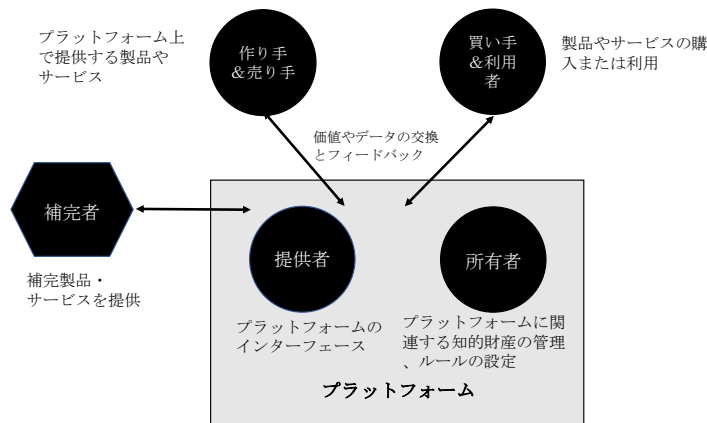 プラットフォーム上
で提供する製品や
サービス
作り手
&売り手
買い手
&利用
者
製品やサービスの購
入または利用
価値やデータの交換
とフィードバック
補完者
補完製品・
サービスを提供
提供者
所有者
プラットフォームの
インターフェース
プラットフォームに関
連する知的財産の管理
、ルールの設定
プラットフォーム